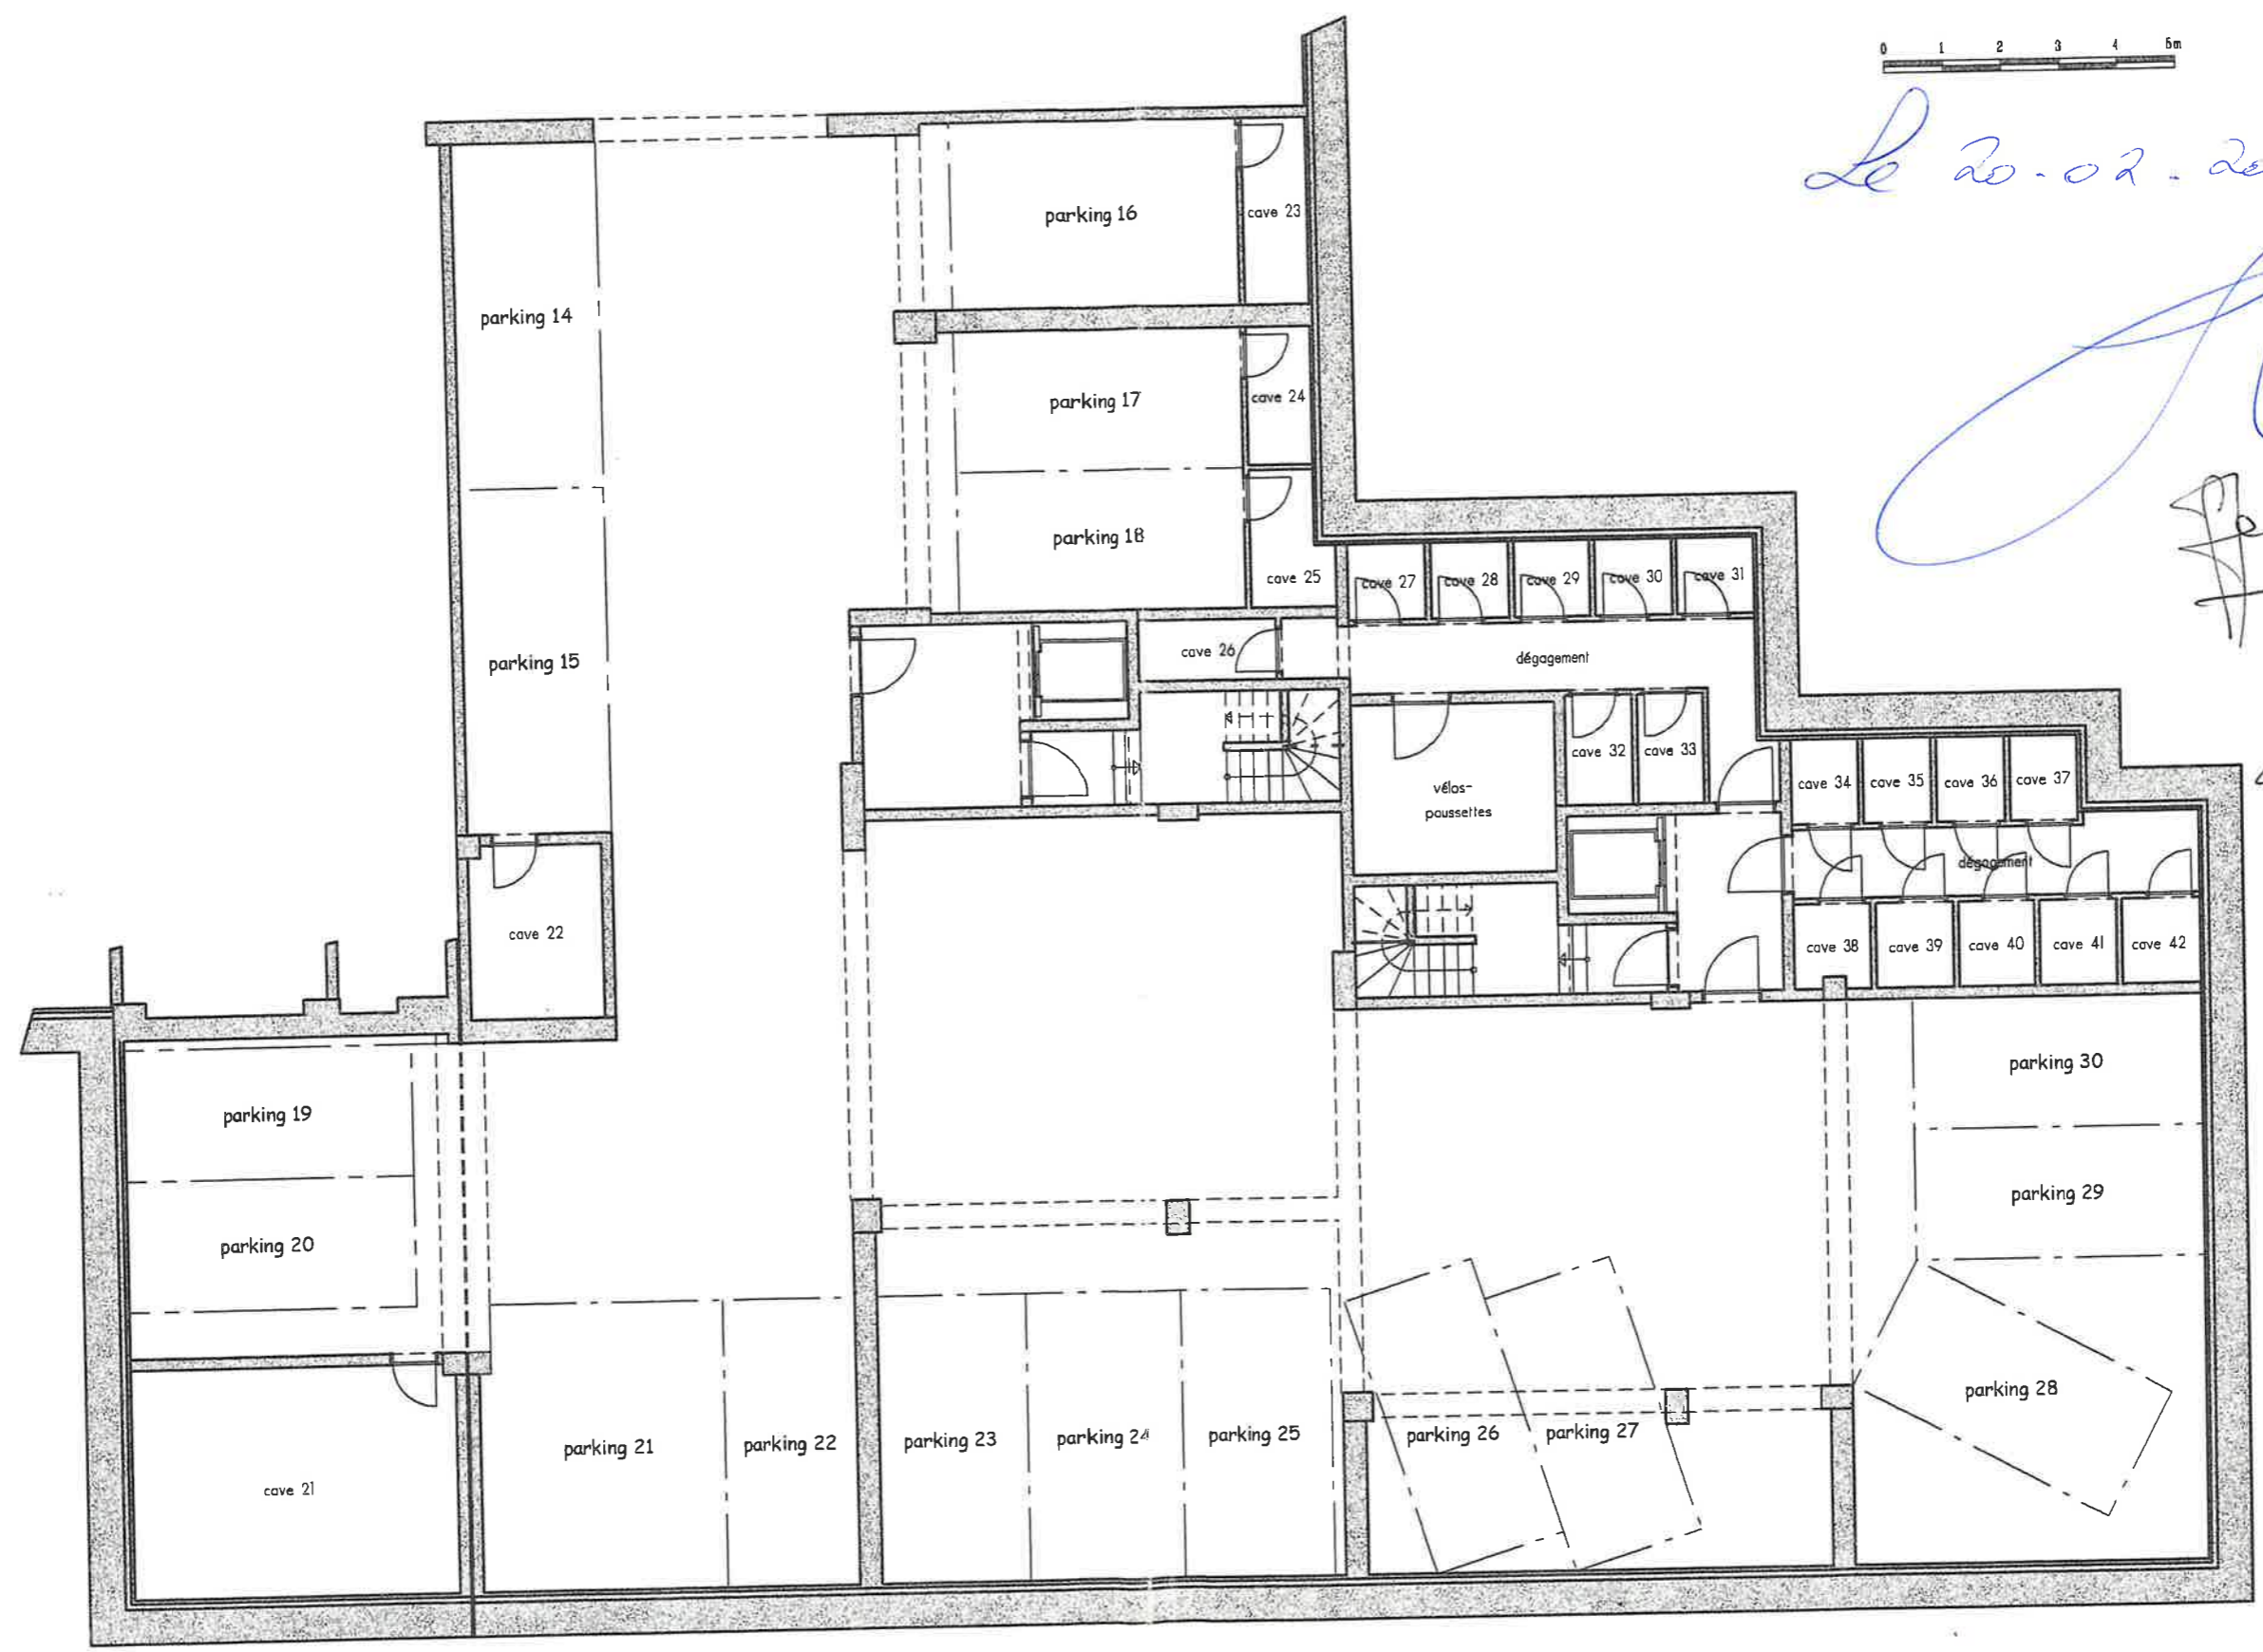 0 1 2 3 4 5m
Le 20-02-20
parking 16
cave 23
parking 14
parking 17
cave 24
parking 18
cave 25
cave 27
cave 28
cave 29
cave 30
cave 31
cave 26
dégagement
parking 15
cave 32
cave 33
vélos-
poussettes
cave 34
cave 35
cave 36
cave 37
dégagement
cave 22
cave 38
cave 39
cave 40
cave 41
cave 42
parking 30
parking 19
parking 29
parking 20
parking 28
parking 21
parking 22
parking 23
parking 24
parking 25
parking 26
parking 27
cave 21